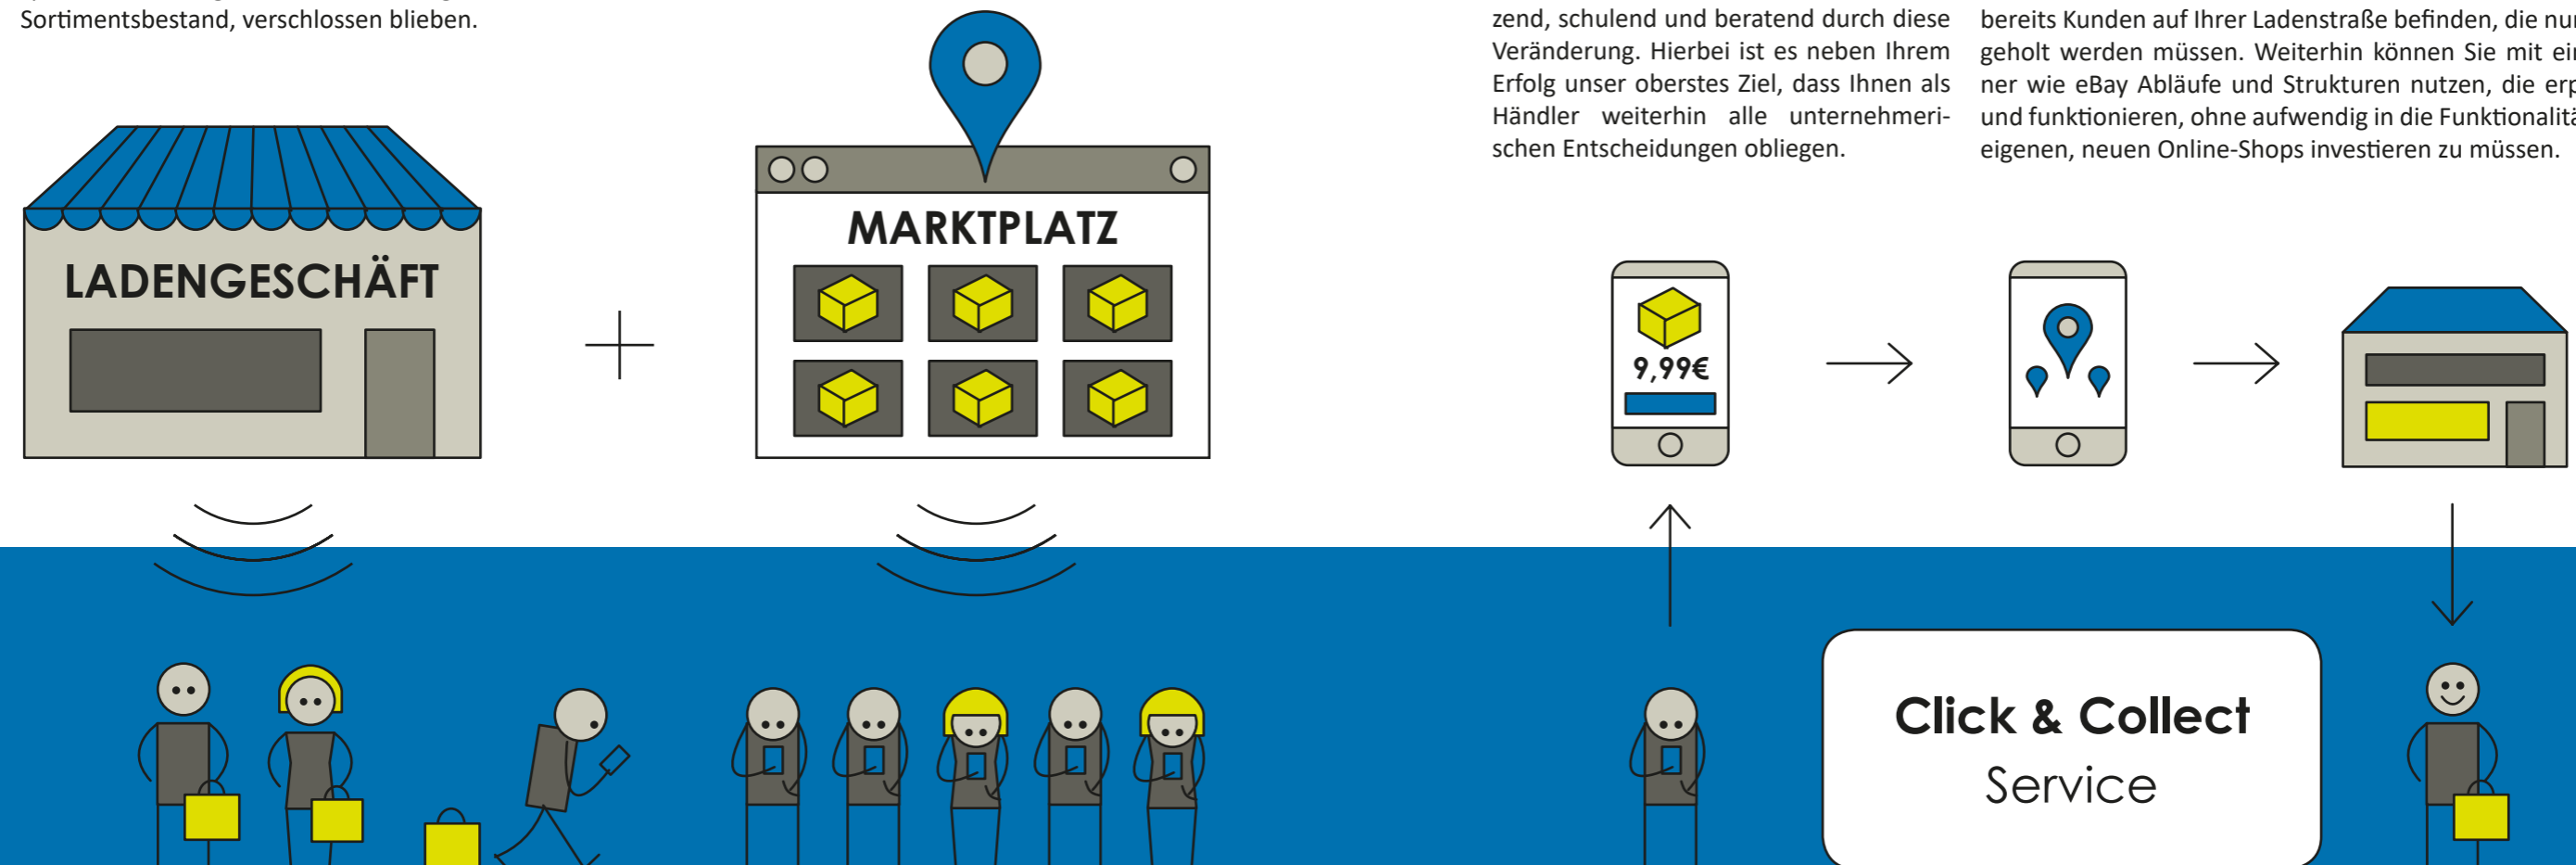 Sortimentsbestand, verschlossen blieben.
zend, schulend und beratend durch diese
Veränderung. Hierbei ist es neben Ihrem
Erfolg unser oberstes Ziel, dass Ihnen als
Händler weiterhin alle unternehmeri-
schen Entscheidungen obliegen.
bereits Kunden auf Ihrer Ladenstraße befinden, die nur
geholt werden müssen. Weiterhin können Sie mit ein
ner wie eBay Abläufe und Strukturen nutzen, die erp
und funktionieren, ohne aufwendig in die Funktionalitä
eigenen, neuen Online-Shops investieren zu müssen.
LADENGESCHÄFT
MARKTPLATZ
9,99€
Click & Collect
Service